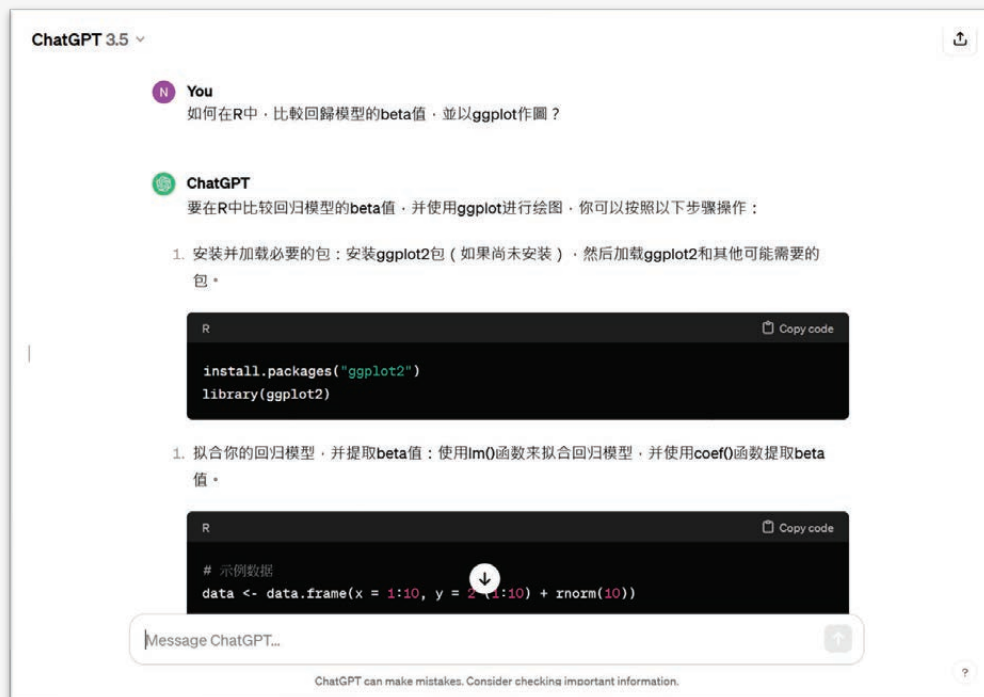 ChatGPT 3.5
N You
如何在R中，比較回歸模型的beta值，並以ggplot作圖？
ChatGPT
要在R中比较回归模型的beta值，并使用ggplot进行绘图，你可以按照以下步骤操作：
1. 安装并加载必要的包：安装ggplot2包（如果尚未安装），然后加载ggplot2和其他可能需要的
包。
R Copy code
install.packages("ggplot2")
library(ggplot2)
1. 拟合你的回归模型，并提取beta值：使用lm()函数来拟合回归模型，并使用coef()函数提取beta
值。
R Copy code
# 示例数据
data <- data.frame(x = 1:10, y = 2 1:10) + rnorm(10))
Message ChatGPT...
ChatGPT can make mistakes. Consider checking important information.
?